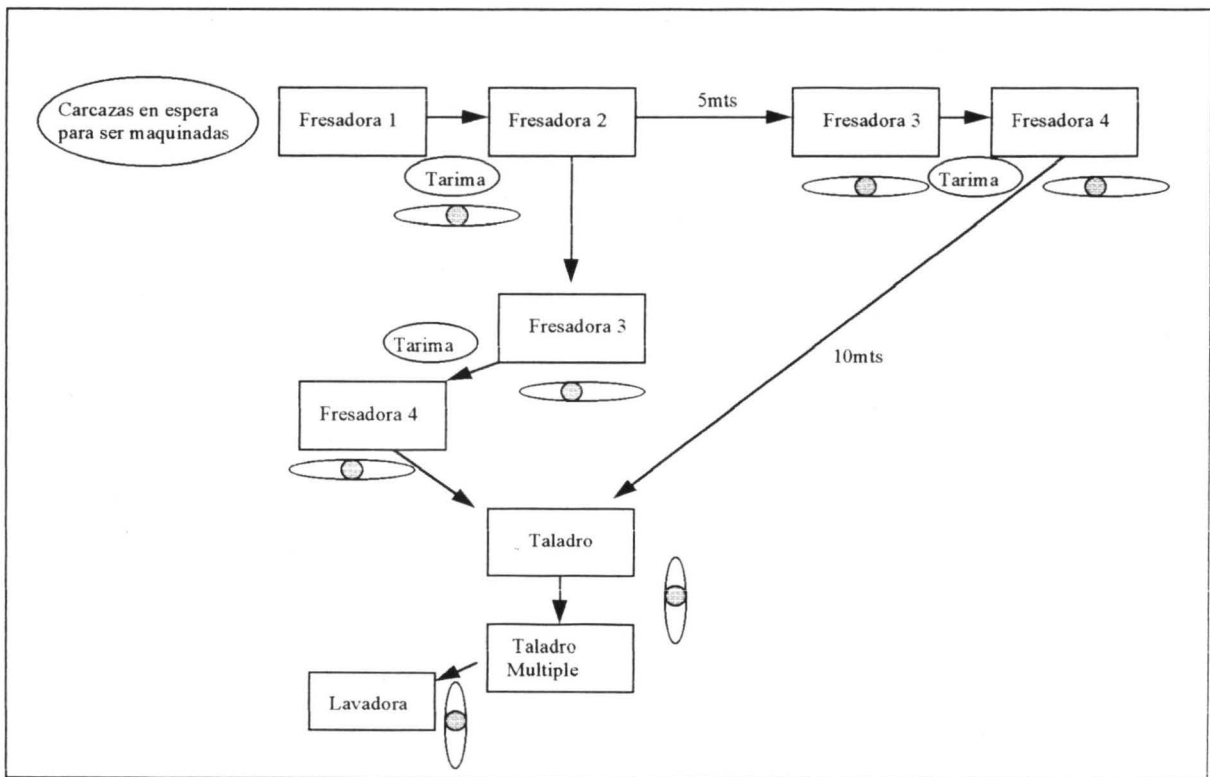 Carcazas en espera
para ser maquinadas
Fresadora 1
Fresadora 2
5mts
Fresadora 3
Fresadora 4
Tarima
Tarima
Fresadora 3
Tarima
10mts
Fresadora 4
Taladro
Taladro
Multiple
Lavadora